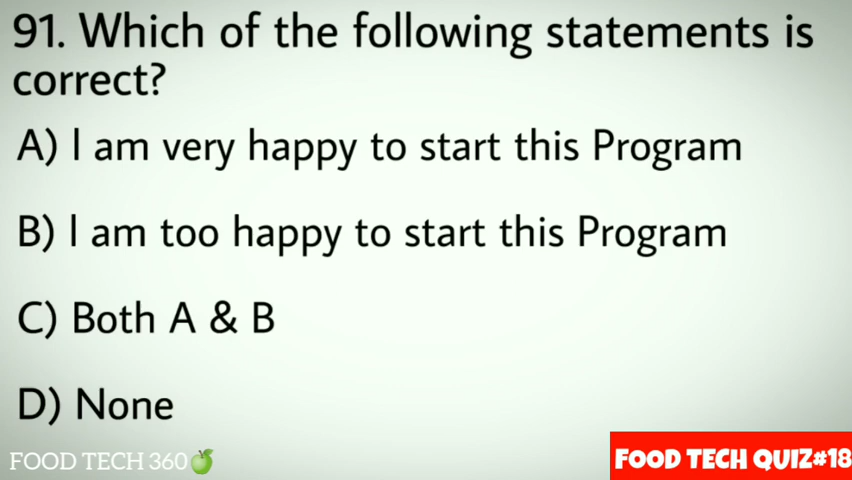 91. Which of the following statements is
correct?
A) I am very happy to start this Program
B) I am too happy to start this Program
C) Both A & B
D) None
FOOD TECH 360
FOOD TECH QUIZ#18